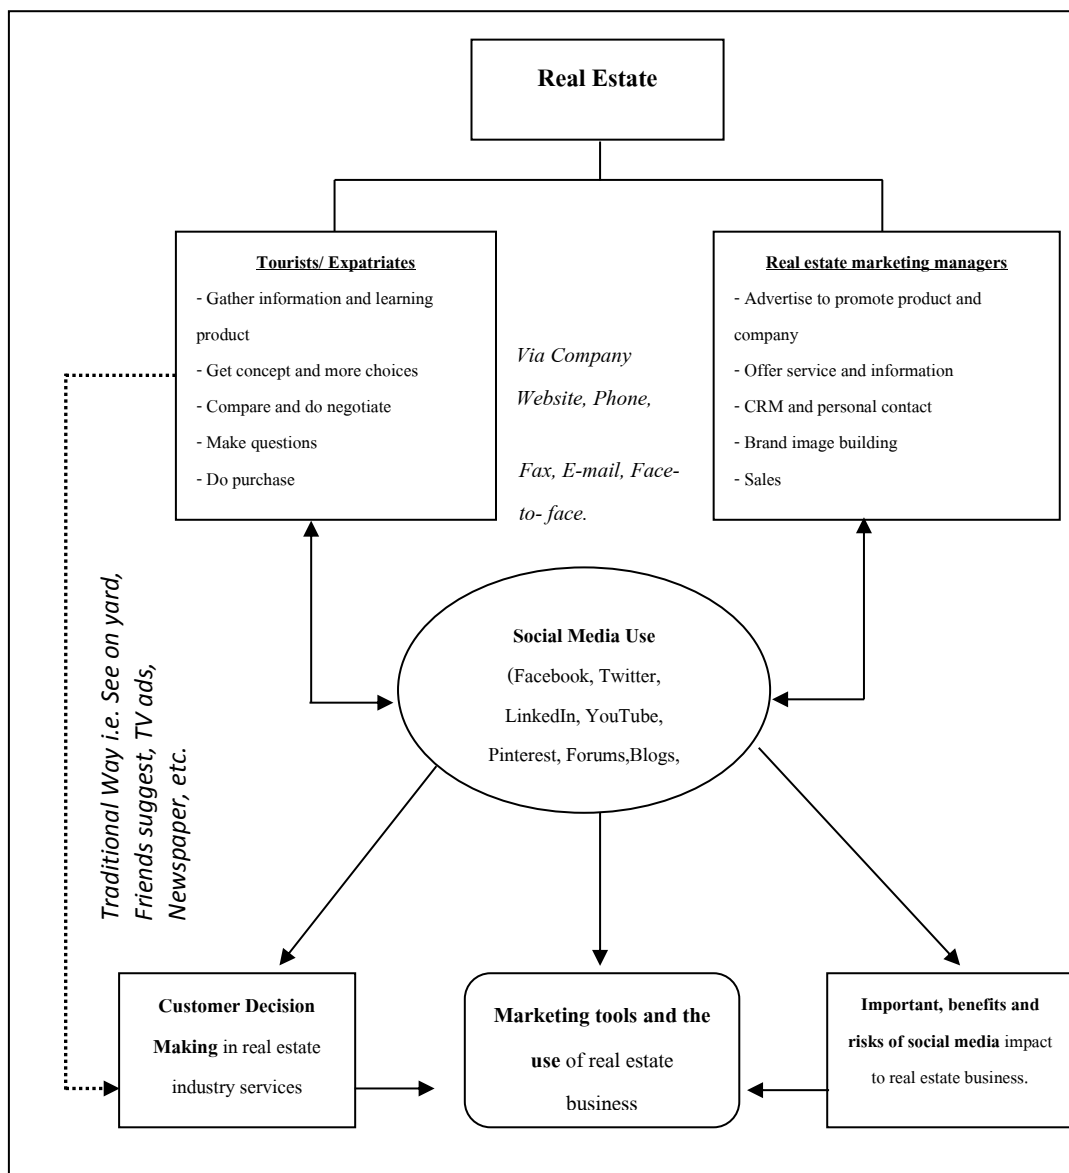 Real Estate
Tourists/ Expatriates
- Gather information and learning
product
- Get concept and more choices
- Compare and do negotiate
- Make questions
- Do purchase
Via Company
Website, Phone,
Fax, E-mail, Face-
to- face.
Real estate marketing managers
- Advertise to promote product and
company
- Offer service and information
- CRM and personal contact
- Brand image building
- Sales
Social Media Use
(Facebook, Twitter,
LinkedIn, YouTube,
Pinterest, Forums,Blogs,
Traditional Way i.e. See on yard,
Friends suggest, TV ads,
Newspaper, etc.
Customer Decision
Making in real estate
industry services
Marketing tools and the
use of real estate
business
Important, benefits and
risks of social media impact
to real estate business.